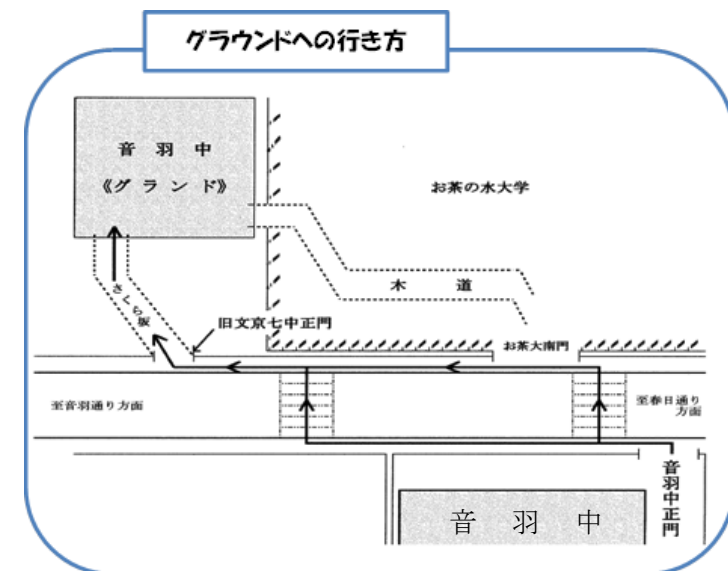 グラウンドへの行き方
音 羽 中
《グ ラ ン ド》
お茶の水大学
木 道
さくら坂
旧文京七中正門
お茶大南門
至音羽通り方面
至春日通り
方面
音羽中正門
音 羽 中